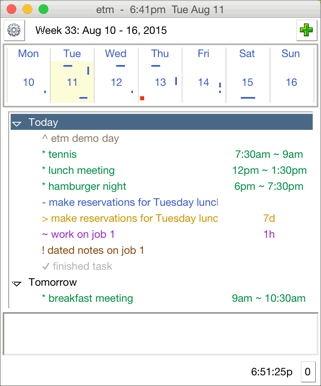 etm - 6:41pm Tue Aug 11
Week 33: Aug 10 - 16, 2015
Mon Tue Wed Thu Fri Sat Sun
10 11 12 13 14 15 16
Today
^ etm demo day
* tennis 7:30am ~ 9am
* lunch meeting 12pm ~ 1:30pm
* hamburger night 6pm ~ 7:30pm
- make reservations for Tuesday lunc
> make reservations for Tuesday lunc 7d
~ work on job 1 1h
! dated notes on job 1
✓ finished task
Tomorrow
* breakfast meeting 9am ~ 10:30am
6:51:25p 0